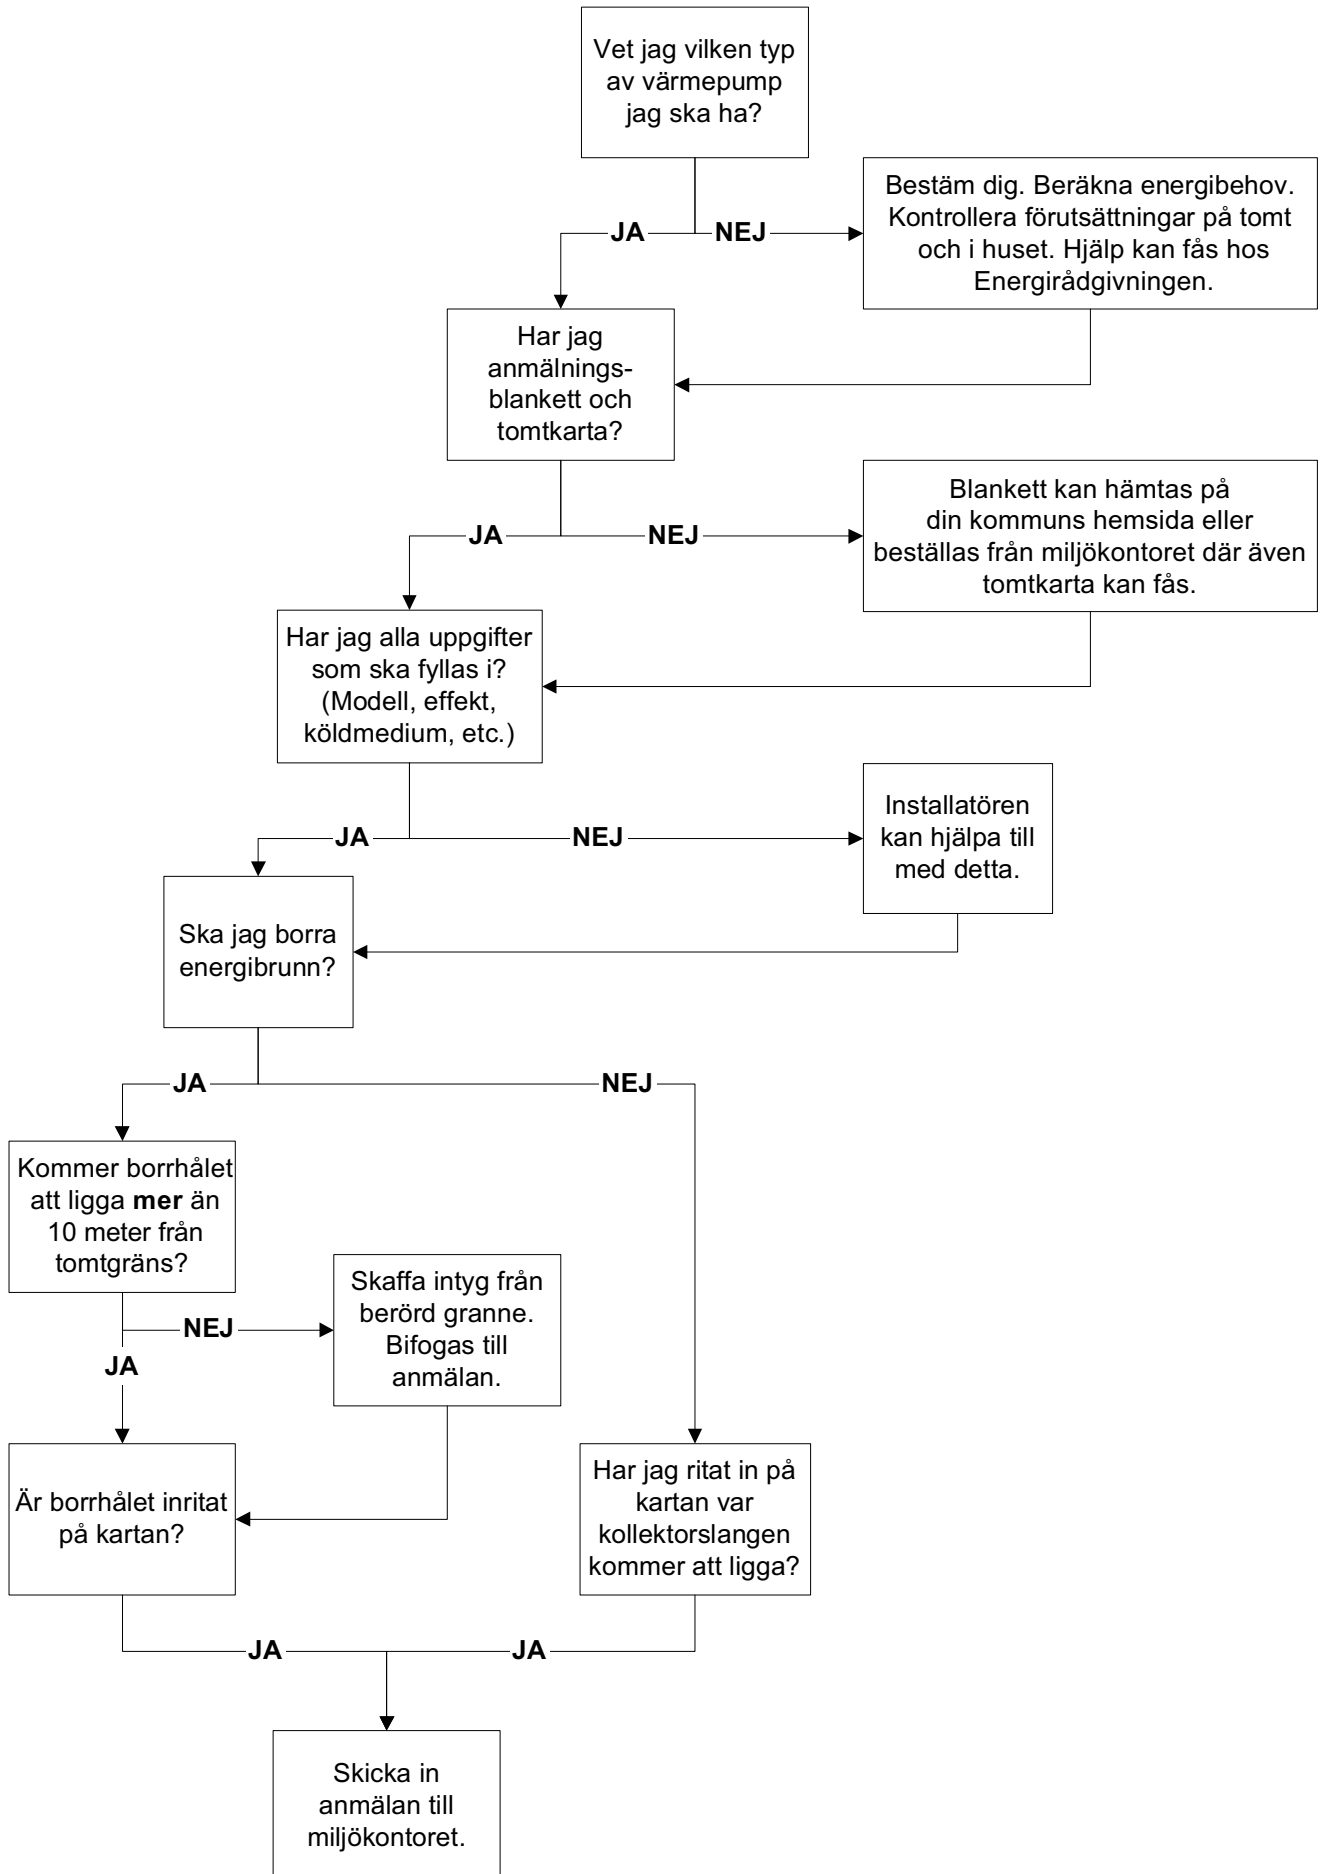 Vet jag vilken typ
av värmepump
jag ska ha?
JA
NEJ
Bestäm dig. Beräkna energibehov.
Kontrollera förutsättningar på tomt
och i huset. Hjälp kan fås hos
Energirådgivningen.
Har jag
anmälnings-
blankett och
tomtkarta?
JA
NEJ
Blankett kan hämtas på
din kommuns hemsida eller
beställas från miljökontoret där även
tomtkarta kan fås.
Har jag alla uppgifter
som ska fyllas i?
(Modell, effekt,
köldmedium, etc.)
JA
NEJ
Installatören
kan hjälpa till
med detta.
Ska jag borra
energibrunn?
JA
NEJ
Kommer borrhålet
att ligga mer än
10 meter från
tomtgräns?
NEJ
JA
Skaffa intyg från
berörd granne.
Bifogas till
anmälan.
Är borrhålet inritat
på kartan?
Har jag ritat in på
kartan var
kollektorslangen
kommer att ligga?
JA
JA
Skicka in
anmälan till
miljökontoret.